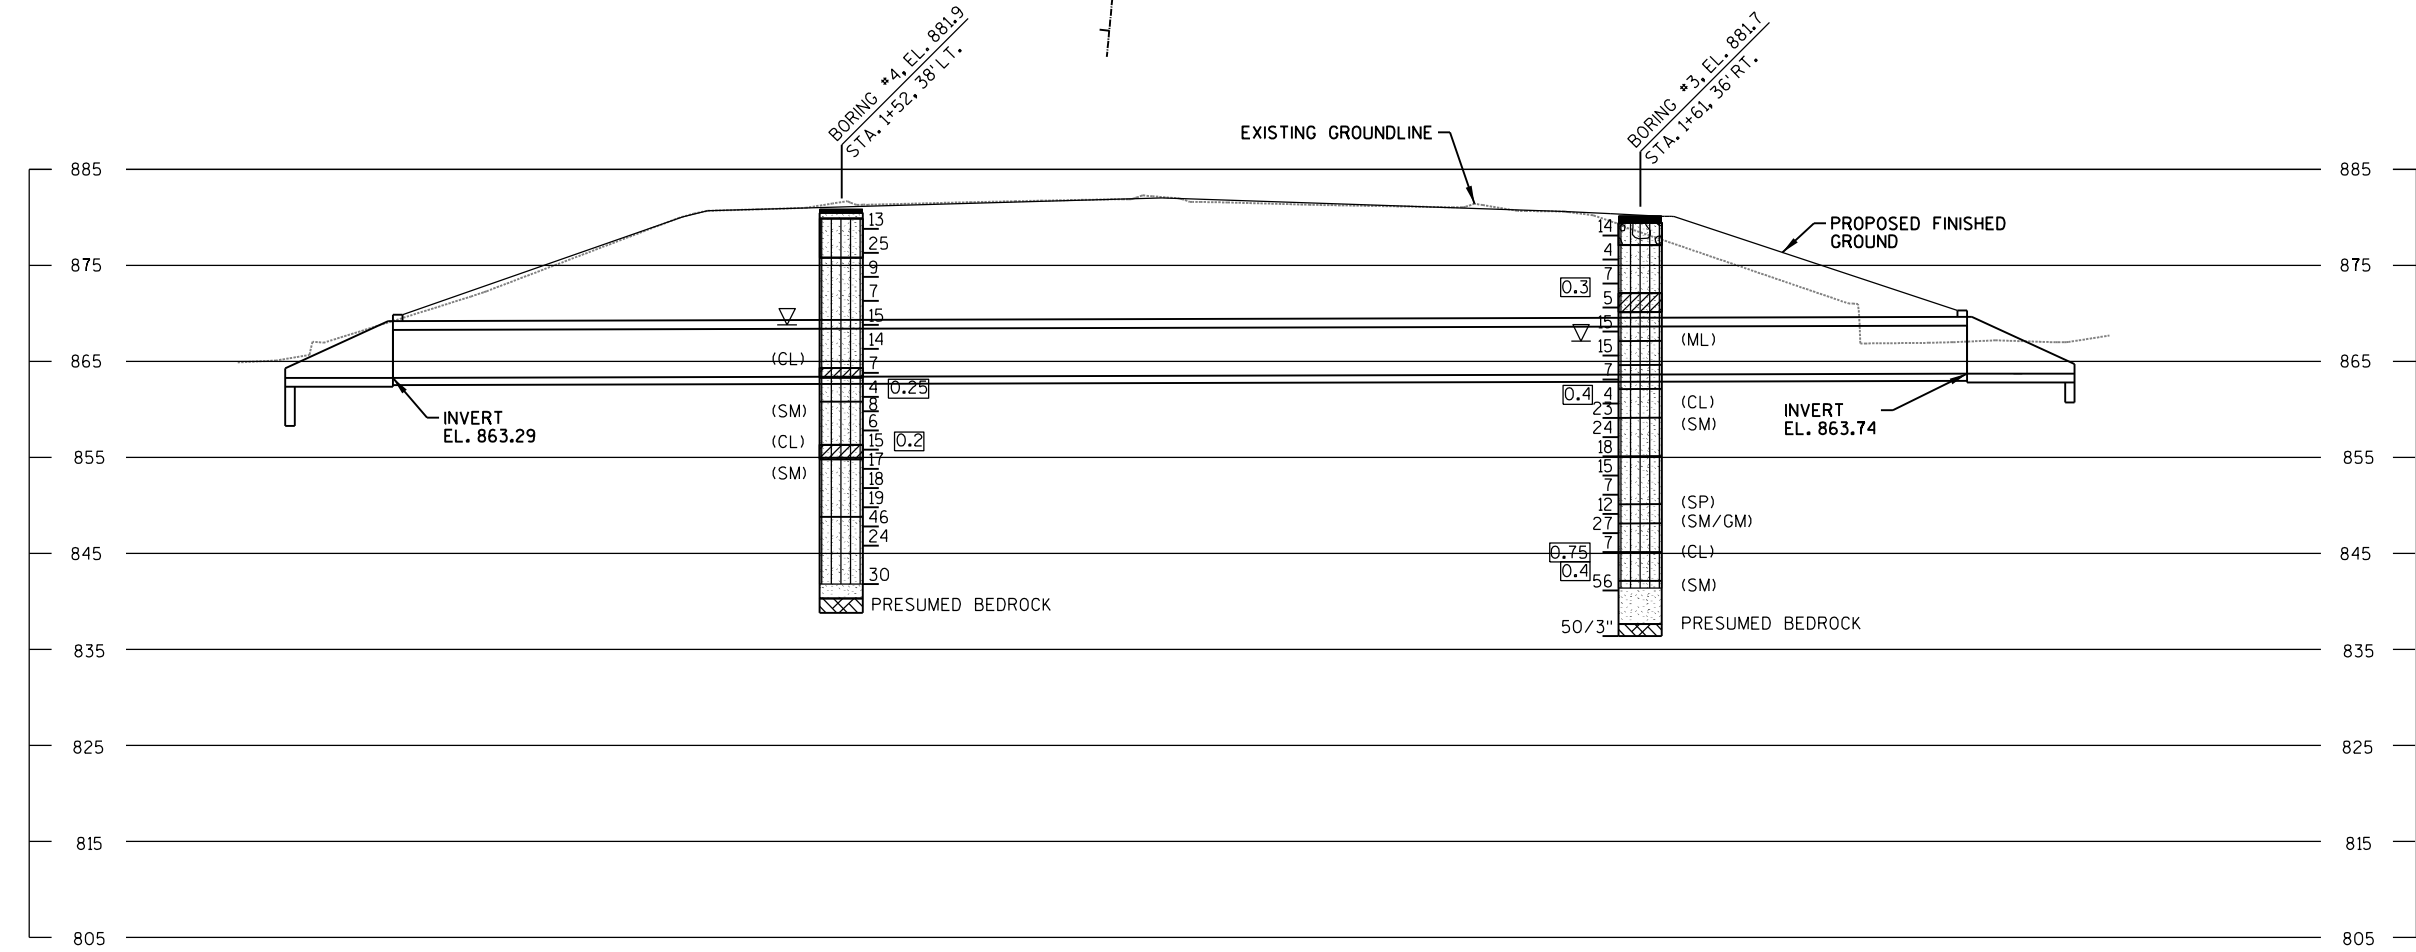 BORING #4, EL. 881.9
STA. 1+52, 38' LT.
BORING #3, EL. 881.7
STA. 1+61, 36' RT.
EXISTING GROUNDLINE
PROPOSED FINISHED
GROUND
885
885
13
14
25
4
875
875
9
7
0.3
7
5
15
15
14
(ML)
15
865
(CL)
7
865
7
4
0.25
0.4
4
(CL)
8
23
(SM)
INVERT
EL. 863.29
INVERT
EL. 863.74
6
24
(SM)
(CL)
15
0.2
18
855
17
855
15
(SM)
18
7
19
12
(SP)
46
27
(SM/GM)
24
7
845
0.75
(CL)
845
30
0.4
56
(SM)
PRESUMED BEDROCK
50/3"
PRESUMED BEDROCK
835
835
825
825
815
815
805
805